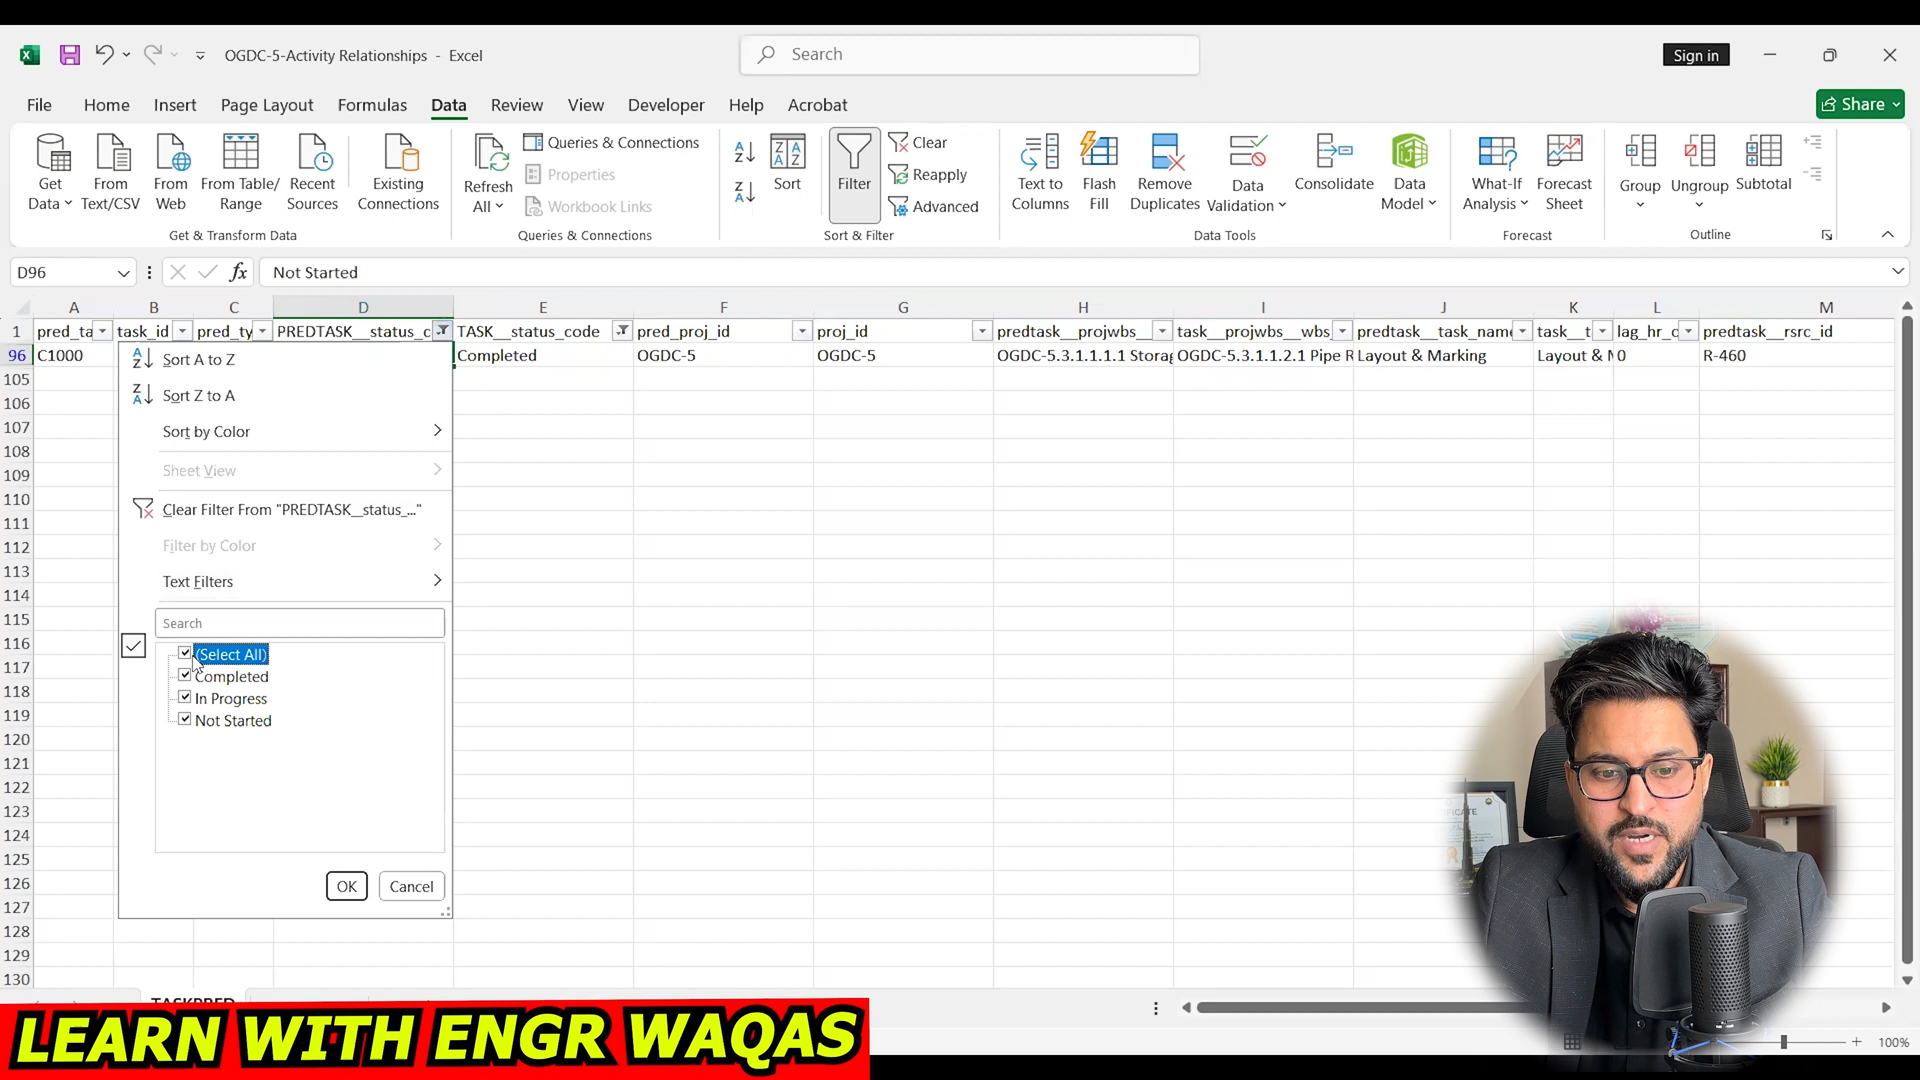 OGDC-5-Activity Relationships - Excel
Search
Sign in
File Home Insert Page Layout Formulas Data Review View Developer Help Acrobat
Share
Get Data
From Text/CSV
From Web
From Table/ Range
Recent Sources
Existing Connections
Get & Transform Data
Refresh All
Queries & Connections
Properties
Workbook Links
Queries & Connections
Sort
Filter
Clear
Reapply
Advanced
Sort & Filter
Text to Columns
Flash Fill
Remove Duplicates
Data Validation
Consolidate
Data Model
Data Tools
What-If Analysis
Forecast Sheet
Forecast
Group
Ungroup
Subtotal
Outline
D96
fx
Not Started
A B C D E F G H I J K L M
1 pred_ta task_id pred_ty PREDTASK__status_c TASK__status_code pred_proj_id proj_id predtask__projwbs__ task__projwbs__wbs_ predtask__task_name task__t lag_hr_c predtask__rsrc_id
96 C1000 Completed OGDC-5 OGDC-5 OGDC-5.3.1.1.1.1 Storag OGDC-5.3.1.1.2.1 Pipe R Layout & Marking Layout & M 0 R-460
105
106
107
108
109
110
111
112
113
114
115
116
117
118
119
120
121
122
123
124
125
126
127
128
129
130
Sort A to Z
Sort Z to A
Sort by Color
Sheet View
Clear Filter From "PREDTASK__status_..."
Filter by Color
Text Filters
Search
(Select All)
Completed
In Progress
Not Started
OK
Cancel
TASKPRED
LEARN WITH ENGR WAQAS
100%